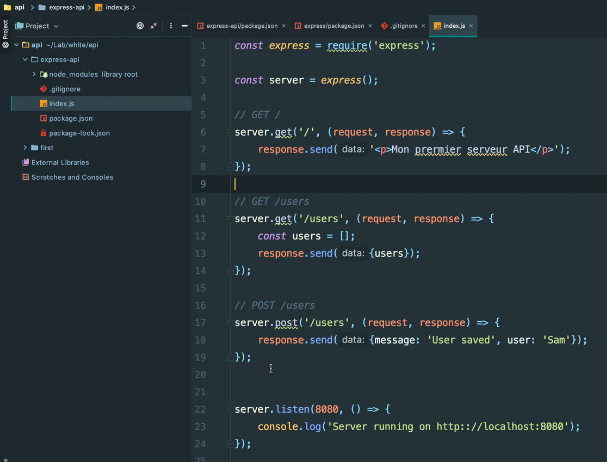 api > express-api > index.js >
Project
Project
express-api/package.json
express/package.json
.gitignore
index.js
api ~/Lab/white/api
express-api
node_modules library root
.gitignore
index.js
package.json
package-lock.json
first
External Libraries
Scratches and Consoles
1 const express = require('express');
2
3 const server = express();
4
5 // GET /
6 server.get('/', (request, response) => {
7 response.send( data: '<p>Mon prermier serveur API</p>');
8 });
9
10 // GET /users
11 server.get('/users', (request, response) => {
12 const users = [];
13 response.send( data: {users});
14 });
15
16 // POST /users
17 server.post('/users', (request, response) => {
18 response.send( data: {message: 'User saved', user: 'Sam'});
19 });
20
21
22 server.listen(8080, () => {
23 console.log('Server running on http:://localhost:8080');
24 });
25